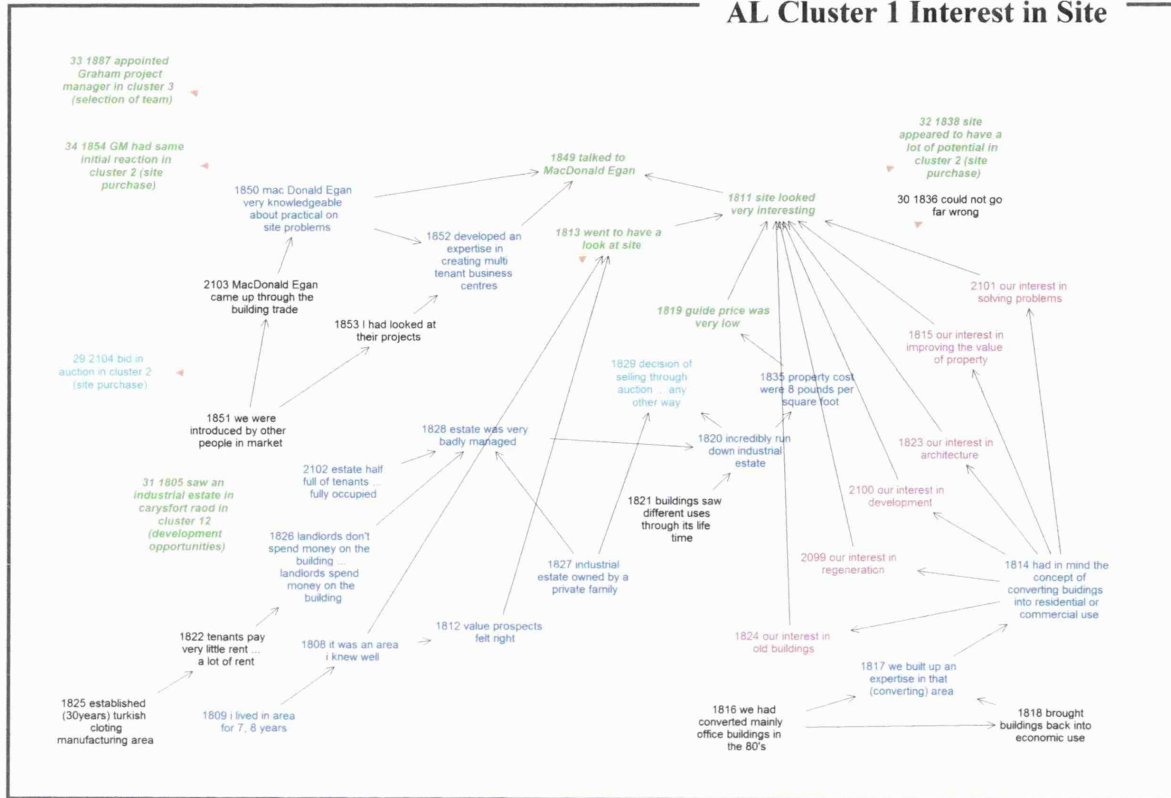 AL Cluster 1 Interest in Site
33 1887 appointed
Graham project
manager in cluster 3
(selection of team)
34 1854 GM had same
initial reaction in
cluster 2 (site
purchase)
32 1838 site
appeared to have a
lot of potential in
cluster 2 (site
purchase)
1849 talked to
MacDonald Egan
1850 mac Donald Egan
very knowledgeable
about practical on
site problems
1811 site looked
very interesting
30 1836 could not go
far wrong
1852 developed an
expertise in
creating multi
tenant business
centres
1813 went to have a
look at site
2103 MacDonald Egan
came up through the
building trade
2101 our interest in
solving problems
1819 guide price was
very low
1853 I had looked at
their projects
1815 our interest in
improving the value
of property
29 2104 bid in
auction in cluster 2
(site purchase)
1829 decision of
selling through
auction ... any
other way
1835 property cost
were 8 pounds per
square foot
1851 we were
introduced by other
people in market
1828 estate was very
badly managed
1820 incredibly run
down industrial
estate
1823 our interest in
architecture
2102 estate half
full of tenants ...
fully occupied
31 1805 saw an
industrial estate in
carysfort raod in
cluster 12
(development
opportunities)
2100 our interest in
development
1821 buildings saw
different uses
through its life
time
1826 landlords don't
spend money on the
building ...
landlords spend
money on the
building
1827 industrial
estate owned by a
private family
2099 our interest in
regeneration
1814 had in mind the
concept of
converting buidings
into residential or
commercial use
1822 tenants pay
very little rent ...
a lot of rent
1808 it was an area
i knew well
1812 value prospects
felt right
1824 our interest in
old buildings
1817 we built up an
expertise in that
(converting) area
1825 established
(30years) turkish
cloting
manufacturing area
1809 i lived in area
for 7, 8 years
1816 we had
converted mainly
office buildings in
the 80's
1818 brought
buildings back into
economic use